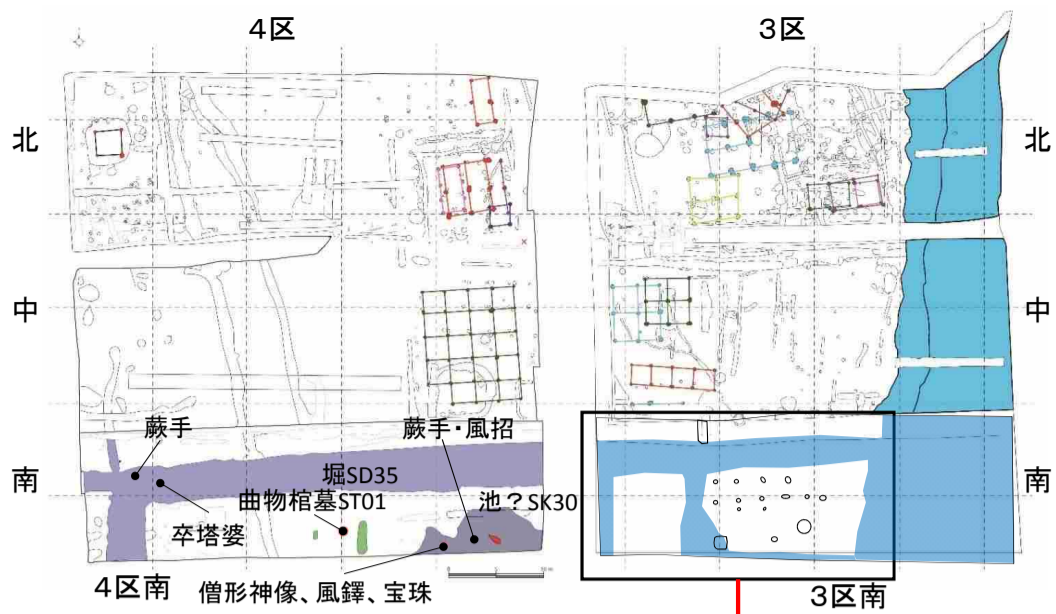 4区
3区
北
北
中
中
蕨手
蕨手・風招
南
堀SD35
南
曲物棺墓ST01
池？SK30
卒塔婆
4区南
僧形神像、風鐸、宝珠
3区南